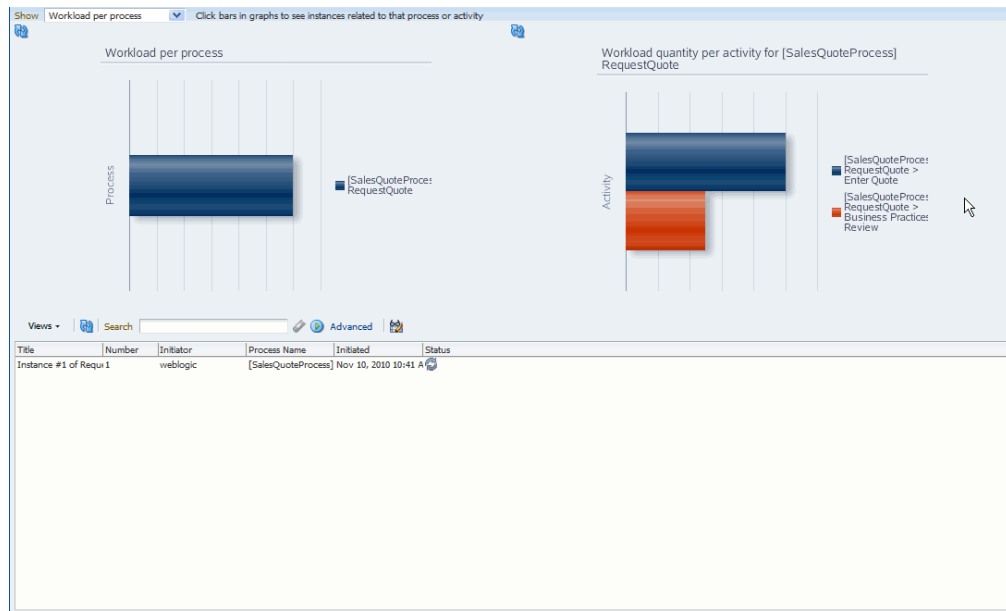 Show Workload per process Click bars in graphs to see instances related to that process or activity
Workload per process
Process
[SalesQuoteProces
RequestQuote
Workload quantity per activity for [SalesQuoteProcess]
RequestQuote
Activity
[SalesQuoteProces
RequestQuote >
Enter Quote
[SalesQuoteProces
RequestQuote >
Business Practices
Review
Views Search Advanced
Title Number Initiator Process Name Initiated Status
Instance #1 of Requ 1 weblogic [SalesQuoteProcess] Nov 10, 2010 10:41 A